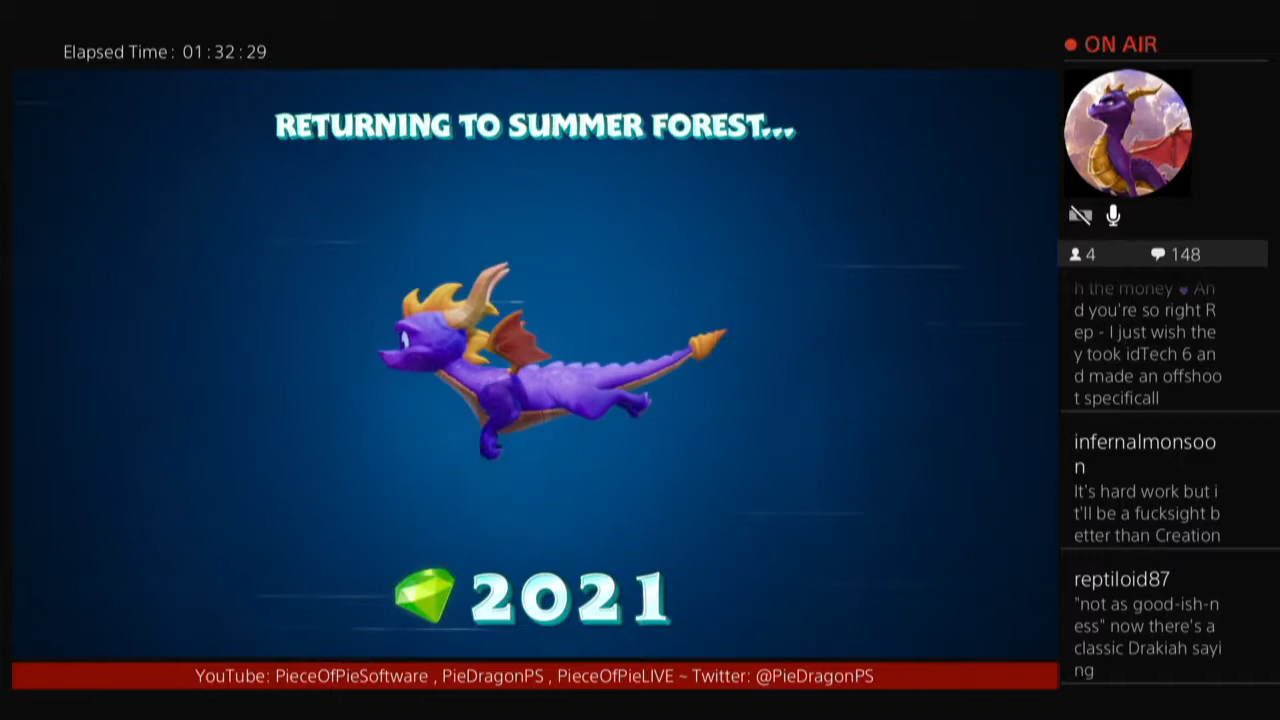 Elapsed Time: 01:32:29
ON AIR
RETURNING TO SUMMER FOREST...
4 148
h the money ♥ An
d you're so right R
ep - I just wish the
y took idTech 6 an
d made an offshoo
t specificall
infernalmonsoo
n
It's hard work but i
t'll be a fucksight b
etter than Creation
reptiloid87
"not as good-ish-n
ess" now there's a
classic Drakiah sayi
ng
2021
YouTube: PieceOfPieSoftware , PieDragonPS , PieceOfPieLIVE ~ Twitter: @PieDragonPS